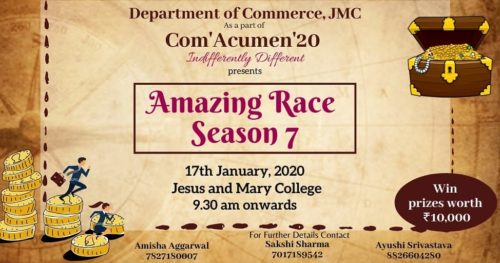 Department of Commerce, JMC
As a part of
Com'Acumen'20
Indifferently Different
presents
Amazing Race
Season 7
17th January, 2020
Jesus and Mary College
9.30 am onwards
Win
prizes worth
₹10,000
For Further Details Contact
Amisha Aggarwal
7827180007
Sakshi Sharma
7017189542
Ayushi Srivastava
8826604280